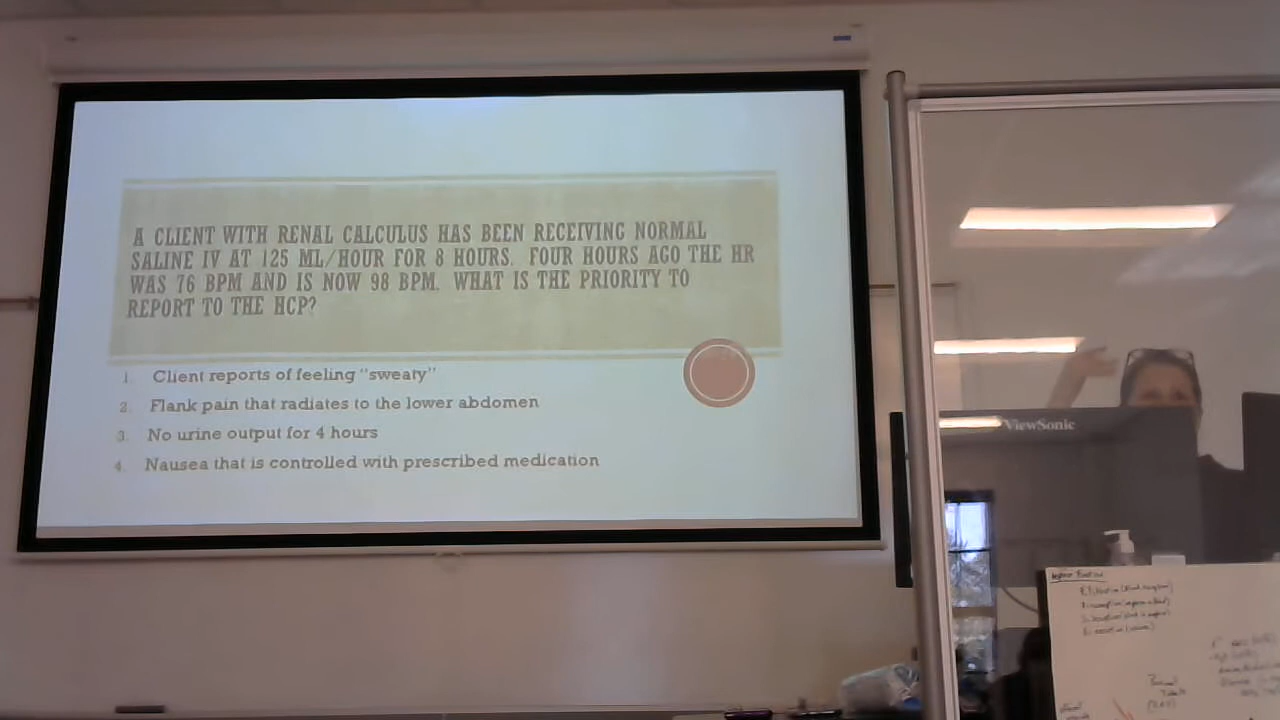 A CLIENT WITH RENAL CALCULUS HAS BEEN RECEIVING NORMAL
SALINE IV AT 125 ML/HOUR FOR 8 HOURS. FOUR HOURS AGO THE HR
WAS 76 BPM AND IS NOW 98 BPM. WHAT IS THE PRIORITY TO
REPORT TO THE HCP?
1. Client reports of feeling "sweaty"
2. Flank pain that radiates to the lower abdomen
3. No urine output for 4 hours
4. Nausea that is controlled with prescribed medication
ViewSonic